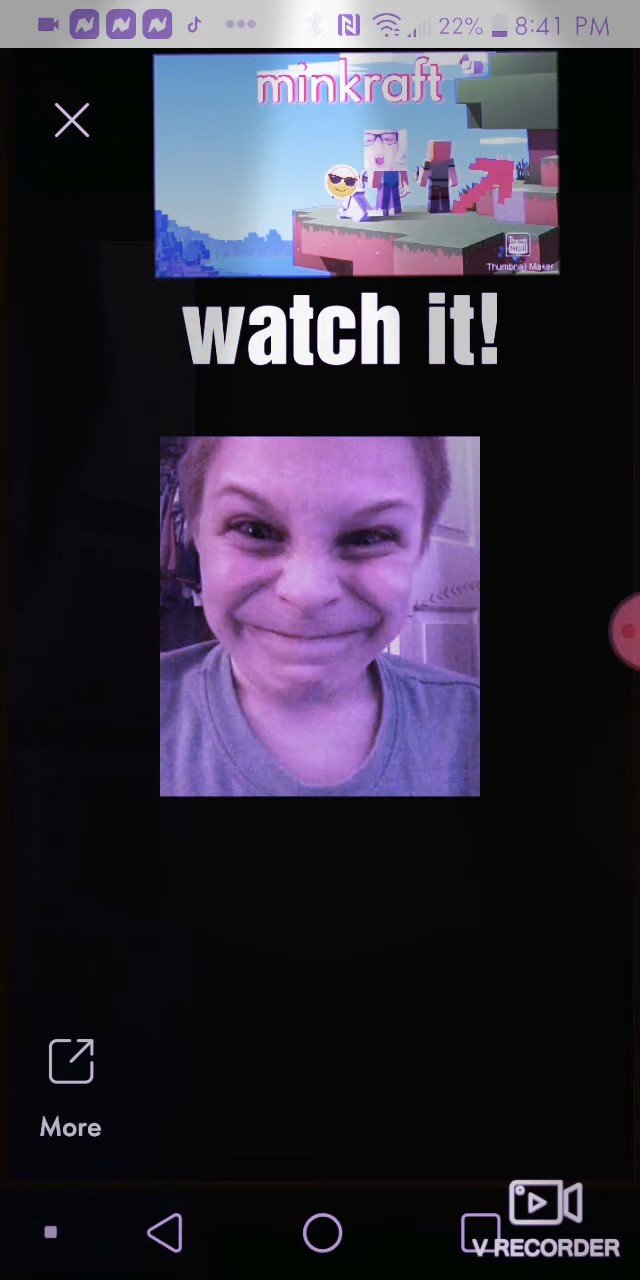 22% 8:41 PM
minkraft
Thumbnail Maker
watch it!
More
V RECORDER